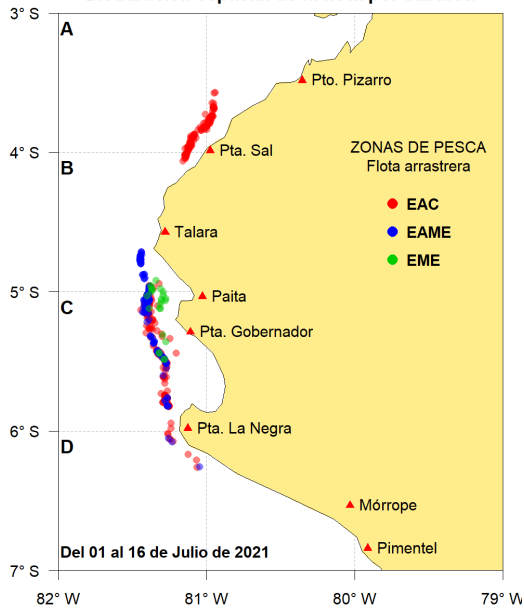 3° S
A
Pto. Pizarro
4° S
Pta. Sal
B
ZONAS DE PESCA
Flota arrastrera
EAC
Talara
EAME
EME
5° S
Paita
C
Pta. Gobernador
6° S
Pta. La Negra
D
Mórrope
Del 01 al 16 de Julio de 2021
Pimentel
7° S
82° W
81° W
80° W
79° W